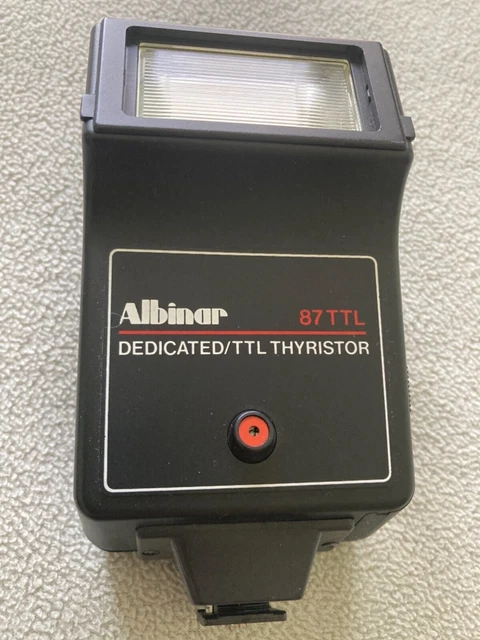 Albinar 87 TTL
DEDICATED/TTL THYRISTOR